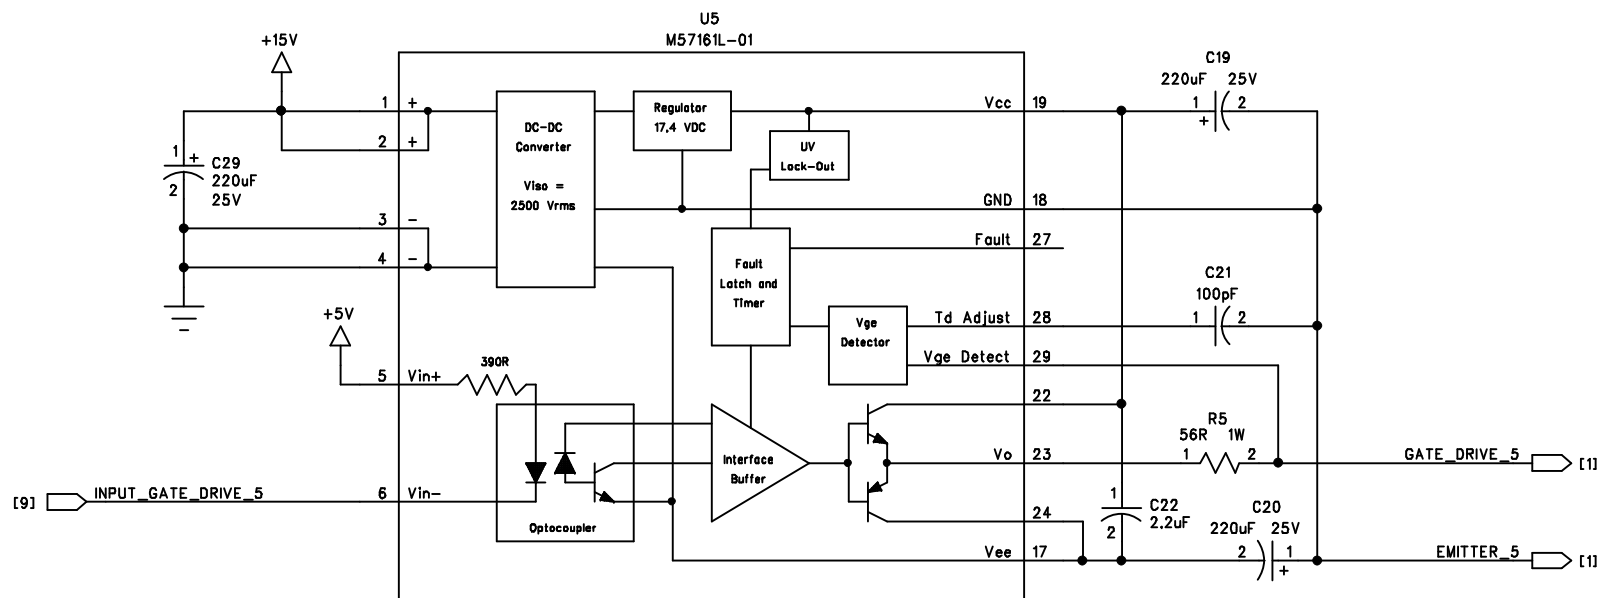 U5
M57161L-01
+15V
1 +
2 +
1 +
C29
220uF
25V
2
3 -
4 -
DC-DC
Converter
Viso =
2500 Vrms
Regulator
17.4 VDC
UV
Lock-Out
Vcc 19
GND 18
Fault 27
Fault
Latch and
Timer
Vge
Detector
Td Adjust 28
Vge Detect 29
22
Vo 23
24
Vee 17
C19
220uF 25V
1 2
+
C21
100pF
1 2
+5V
5 Vin+
390R
[9] INPUT_GATE_DRIVE_5
6 Vin-
Optocoupler
Interface
Buffer
R5
56R 1W
1 2
GATE_DRIVE_5 [1]
1
C22
2.2uF
2
C20
220uF 25V
2 1
+
EMITTER_5 [1]